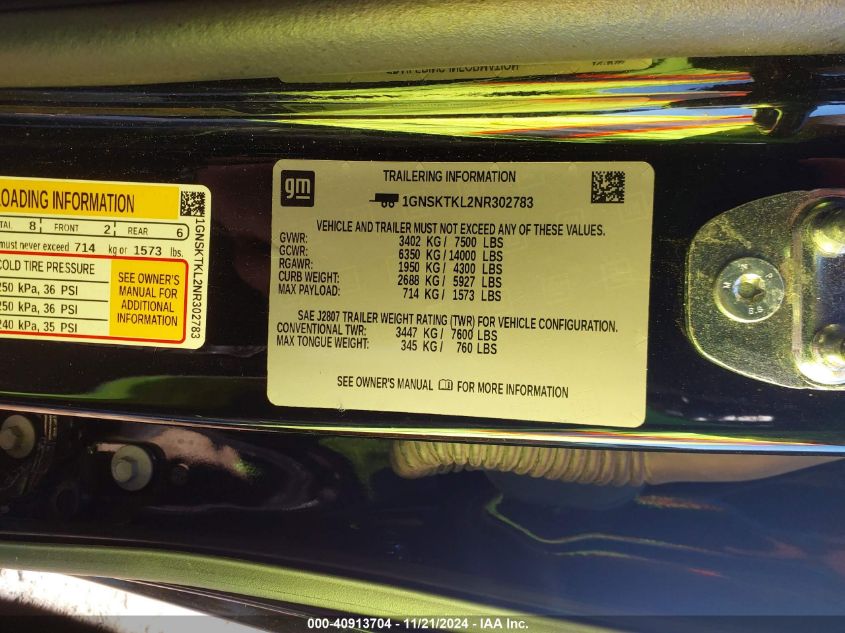 LOADING INFORMATION
TOTAL 8 FRONT 2 REAR 6
must never exceed 714 kg or 1573 lbs.
COLD TIRE PRESSURE
250 kPa, 36 PSI
250 kPa, 36 PSI
240 kPa, 35 PSI
SEE OWNER'S
MANUAL FOR
ADDITIONAL
INFORMATION
1GNSKTKL2NR302783
gm
TRAILERING INFORMATION
1GNSKTKL2NR302783
VEHICLE AND TRAILER MUST NOT EXCEED ANY OF THESE VALUES.
GVWR: 3402 KG / 7500 LBS
GCWR: 6350 KG / 14000 LBS
RGAWR: 1950 KG / 4300 LBS
CURB WEIGHT: 2688 KG / 5927 LBS
MAX PAYLOAD: 714 KG / 1573 LBS
SAE J2807 TRAILER WEIGHT RATING (TWR) FOR VEHICLE CONFIGURATION.
CONVENTIONAL TWR: 3447 KG / 7600 LBS
MAX TONGUE WEIGHT: 345 KG / 760 LBS
SEE OWNER'S MANUAL FOR MORE INFORMATION
000-40913704 - 11/21/2024 - IAA Inc.